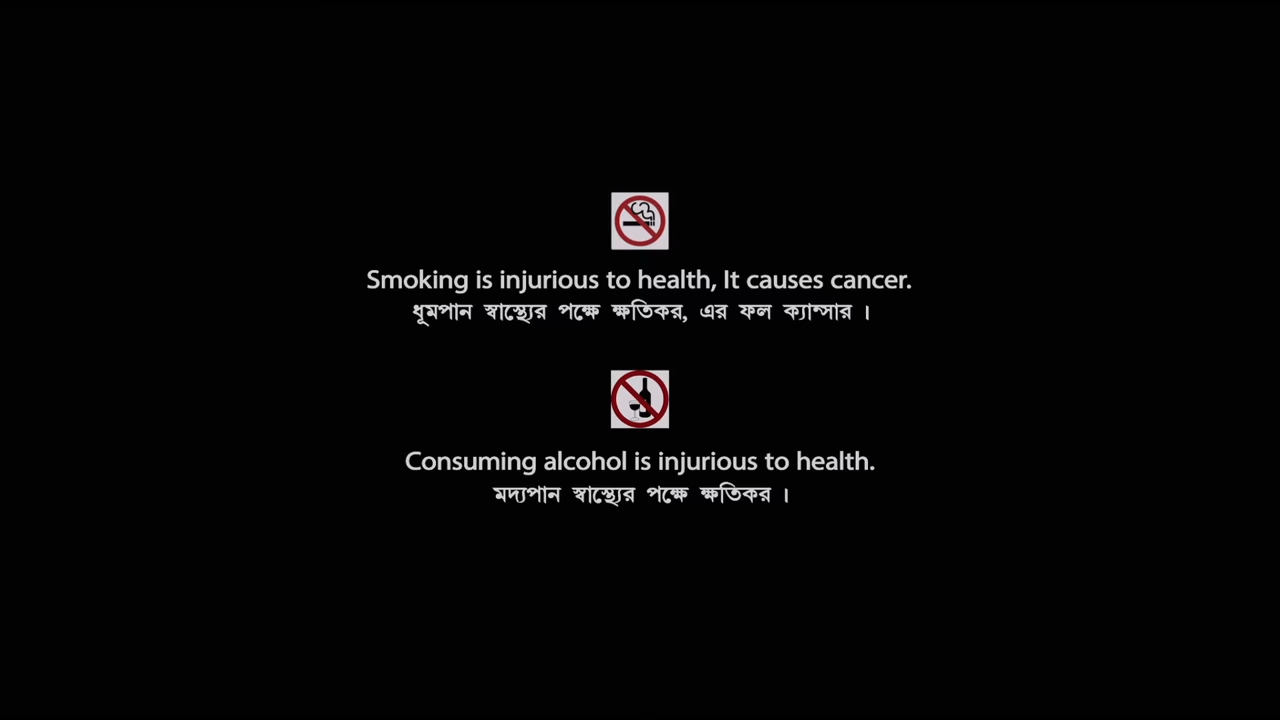 Smoking is injurious to health, It causes cancer.
ধূমপান স্বাস্থ্যের পক্ষে ক্ষতিকর, এর ফল ক্যান্সার ।
Consuming alcohol is injurious to health.
মদ্যপান স্বাস্থ্যের পক্ষে ক্ষতিকর ।